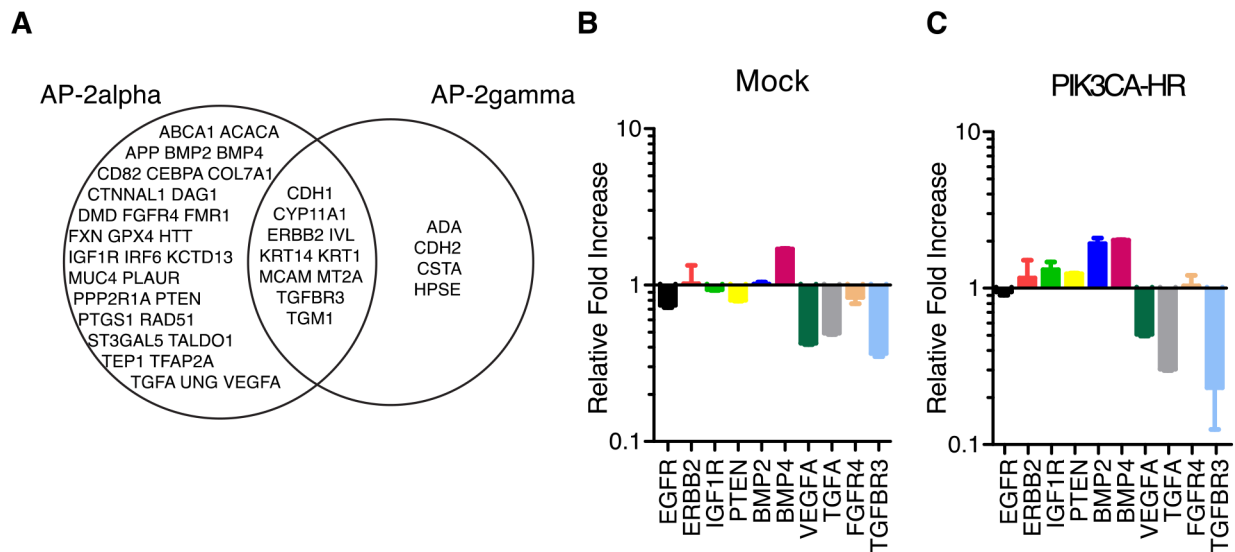 A
AP-2alpha
AP-2gamma
ABCA1 ACACA
APP BMP2 BMP4
CD82 CEBPA COL7A1
CTNNAL1 DAG1
DMD FGFR4 FMR1
FXN GPX4 HTT
IGF1R IRF6 KCTD13
MUC4 PLAUR
PPP2R1A PTEN
PTGS1 RAD51
ST3GAL5 TALDO1
TEP1 TFAP2A
TGFA UNG VEGFA
CDH1
CYP11A1
ERBB2 IVL
KRT14 KRT1
MCAM MT2A
TGFBR3
TGM1
ADA
CDH2
CSTA
HPSE
B
Mock
Relative Fold Increase
10
1
0.1
EGFR
ERBB2
IGF1R
PTEN
BMP2
BMP4
VEGFA
TGFA
FGFR4
TGFBR3
C
PIK3CA-HR
Relative Fold Increase
10
1
0.1
EGFR
ERBB2
IGF1R
PTEN
BMP2
BMP4
VEGFA
TGFA
FGFR4
TGFBR3